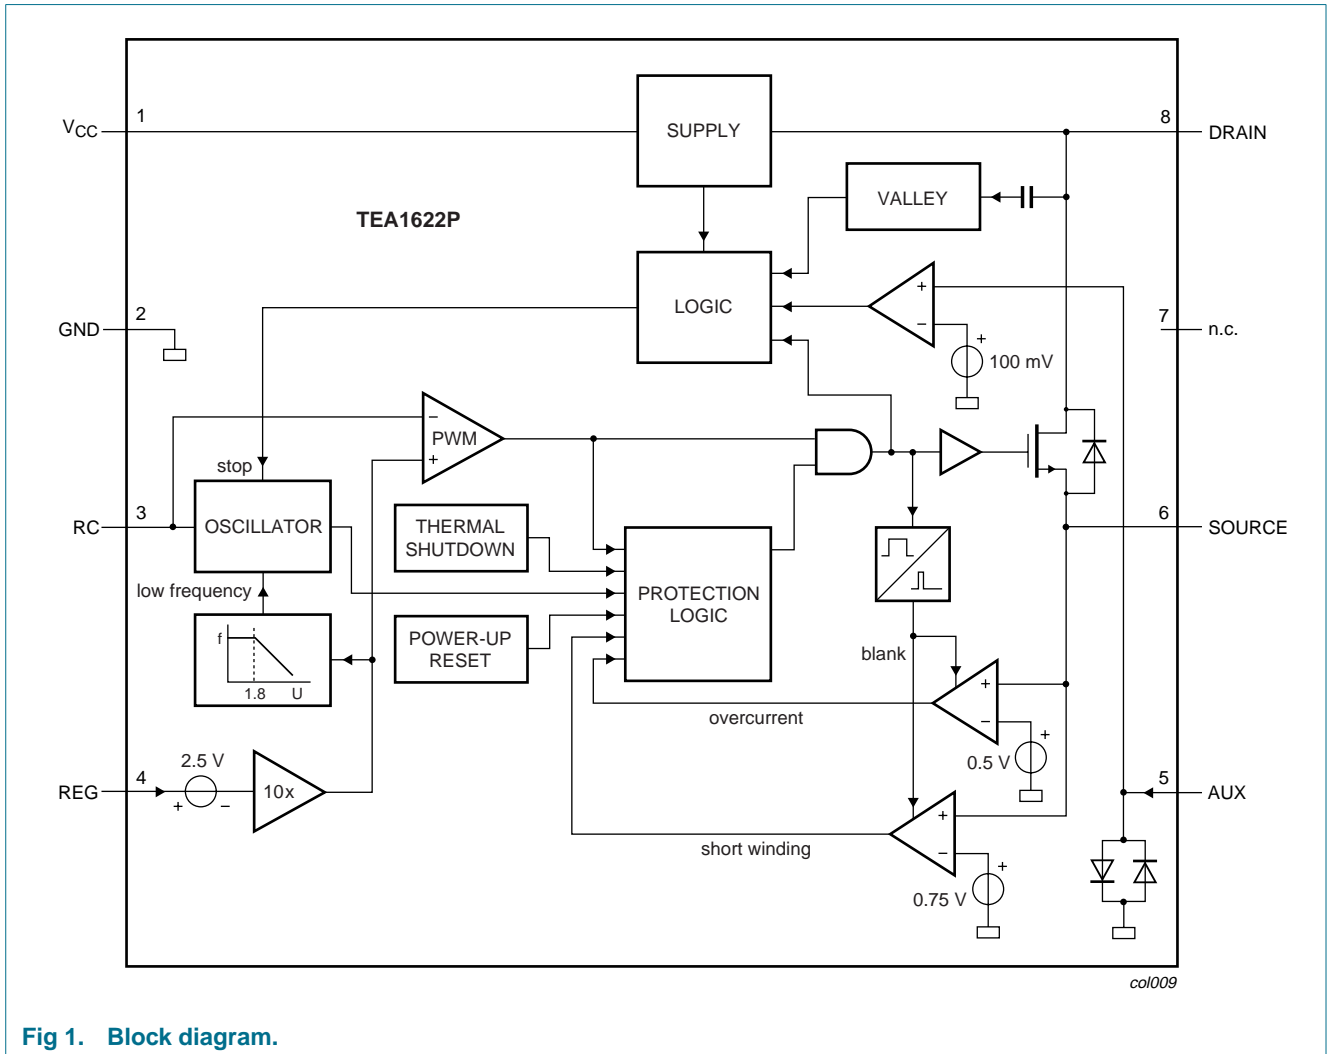 1
8
VCC
SUPPLY
DRAIN
VALLEY
TEA1622P
LOGIC
+
−
+
100 mV
2
7
GND
n.c.
−
PWM
+
stop
3
6
RC
OSCILLATOR
SOURCE
THERMAL
SHUTDOWN
low frequency
PROTECTION
LOGIC
f
1.8 U
POWER-UP
RESET
blank
+
−
overcurrent
+
0.5 V
2.5 V
4
5
REG
+ −
10x
AUX
+
−
short winding
+
0.75 V
col009
Fig 1. Block diagram.